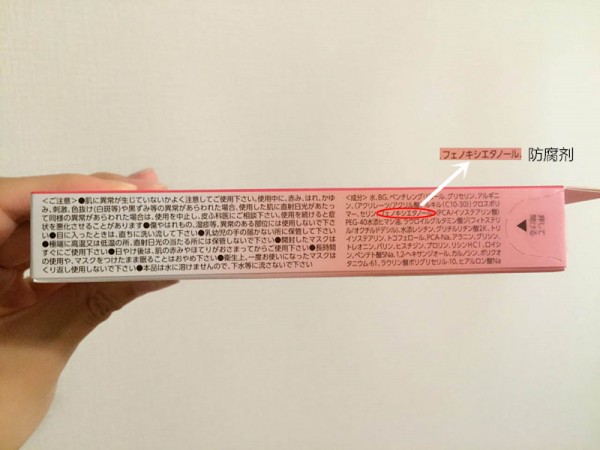 フェノキシエタノール, 防腐剤
<ご注意>●肌に異常が生じていないかよく注意してご使用下さい。使用中に、赤み、はれ、かゆ
み、刺激、色抜け(白斑等)や黒ずみ等の異常があらわれた場合、使用した肌に直射日光があたっ
て同様の異常があらわれた場合は、使用を中止し、皮ふ科医にご相談下さい。使用を続けると症
状を悪化させることがあります●傷やはれもの、湿疹、異常のある部位には使用しないで下さ
い●目に入ったときは、直ちに洗い流して下さい●乳幼児の手の届かない所に保管して下さい
●極端に高温又は低温の所、直射日光の当たる所には保管しないで下さい●開封したマスクは
すぐにご使用下さい●日やけ後は、肌の赤みやほてりがおさまってからご使用下さい●長時間
の使用や、マスクをつけたまま眠ることはおやめ下さい●衛生上、一度お使いになったマスクは
くり返し使用しないで下さい●本品は水に溶けませんので、下水等に流さないで下さい
<成分>水、BG、ペンチレングリコール、グリセリン、アルギニ
ン、(アクリレーツ/アクリル酸アルキル(C10-30))クロスポリ
マー、セリン、フェノキシエタノール、(PCA/イソステアリン酸)
PEG-40水添ヒマシ油、ラウロイルグルタミン酸ジ(フィトステリ
ル/オクチルドデシル)、水添レシチン、グリチルリチン酸2K、トリ
イソステアリン、トコフェロール、PCA-Na、アラニン、グリシン、
トレオニン、バリン、ヒスチジン、プロリン、リシンHCl、ロイシ
ン、ペンテト酸5Na、1,2-ヘキサンジオール、カルノシン、ポリクオ
タニウム-61、ラウリン酸ポリグリセリル-10、ヒアルロン酸Na
押して
開ける